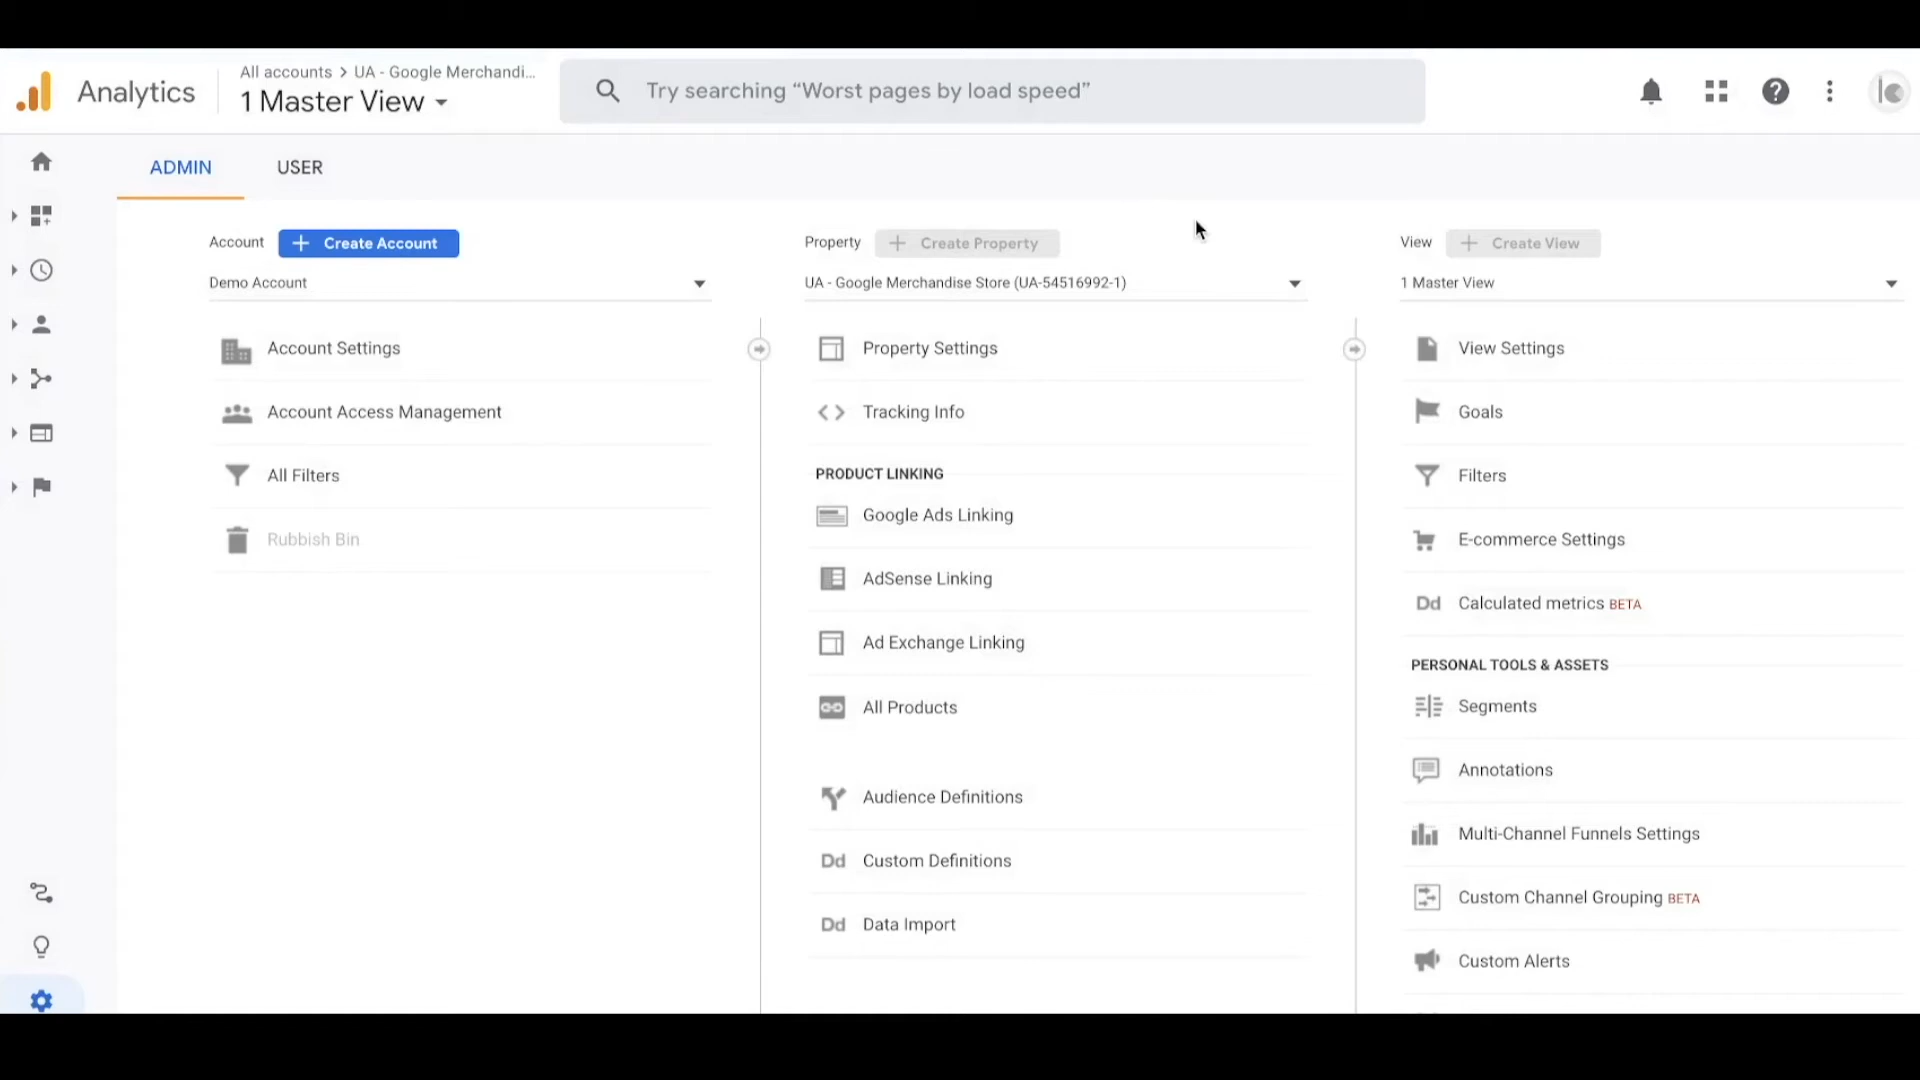 Analytics
All accounts > UA - Google Merchandi...
1 Master View
Try searching “Worst pages by load speed”
ADMIN
USER
Account
+ Create Account
Demo Account
Account Settings
Account Access Management
All Filters
Rubbish Bin
Property
+ Create Property
UA - Google Merchandise Store (UA-54516992-1)
Property Settings
Tracking Info
PRODUCT LINKING
Google Ads Linking
AdSense Linking
Ad Exchange Linking
All Products
Audience Definitions
Dd Custom Definitions
Dd Data Import
View
+ Create View
1 Master View
View Settings
Goals
Filters
E-commerce Settings
Dd Calculated metrics BETA
PERSONAL TOOLS & ASSETS
Segments
Annotations
Multi-Channel Funnels Settings
Custom Channel Grouping BETA
Custom Alerts